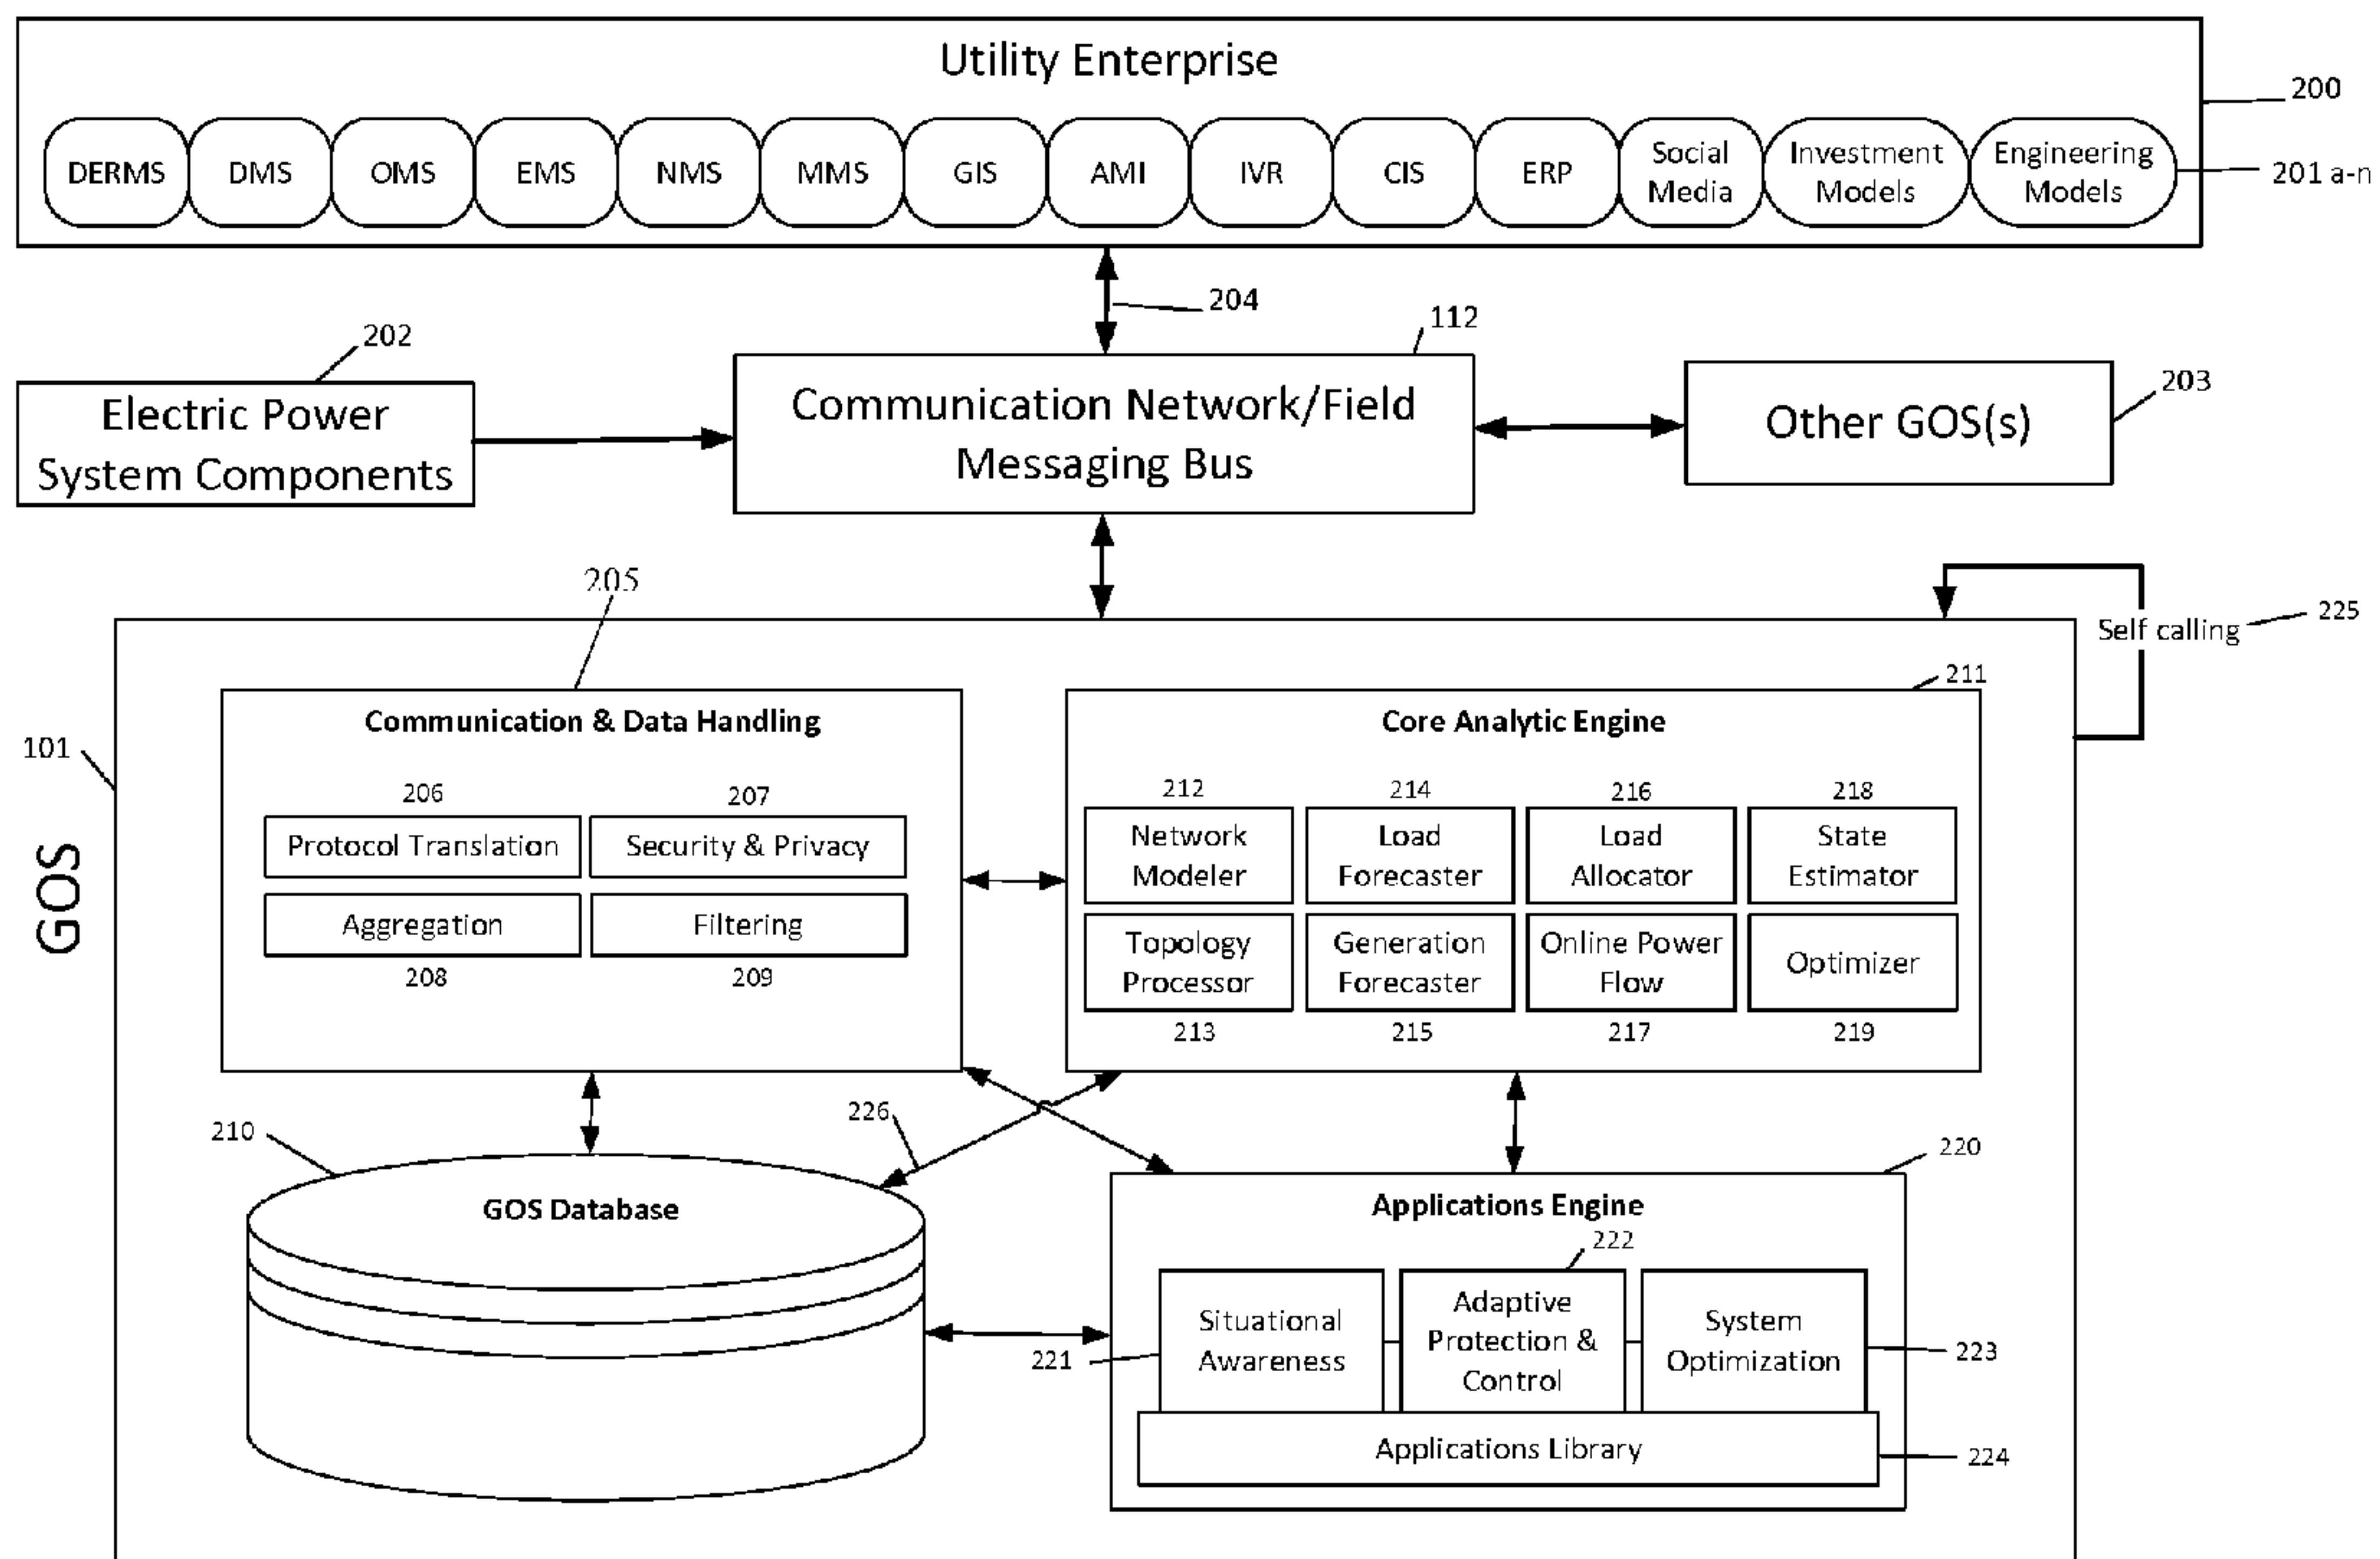 Utility Enterprise
200
DERMS
DMS
OMS
EMS
NMS
MMS
GIS
AMI
IVR
CIS
ERP
Social
Media
Investment
Models
Engineering
Models
201 a-n
204
112
202
203
Electric Power
System Components
Communication Network/Field
Messaging Bus
Other GOS(s)
205
Self calling
225
211
101
GOS
Communication & Data Handling
206
207
Protocol Translation
Security & Privacy
Aggregation
Filtering
208
209
Core Analytic Engine
212
214
216
218
Network
Modeler
Load
Forecaster
Load
Allocator
State
Estimator
Topology
Processor
Generation
Forecaster
Online Power
Flow
Optimizer
213
215
217
219
226
210
220
GOS Database
Applications Engine
222
Situational
Awareness
Adaptive
Protection &
Control
System
Optimization
221
223
Applications Library
224